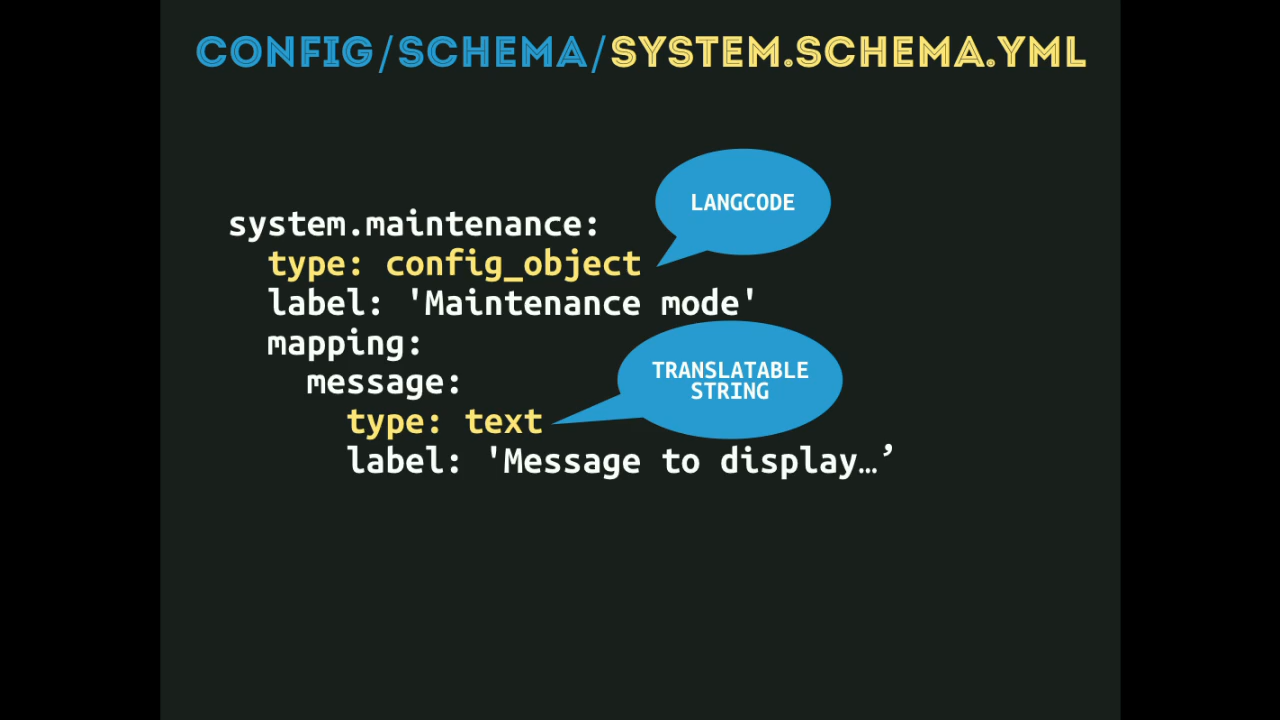 CONFIG/SCHEMA/SYSTEM.SCHEMA.YML
LANGCODE
system.maintenance:
type: config_object
label: 'Maintenance mode'
mapping:
TRANSLATABLE
STRING
message:
type: text
label: 'Message to display…’